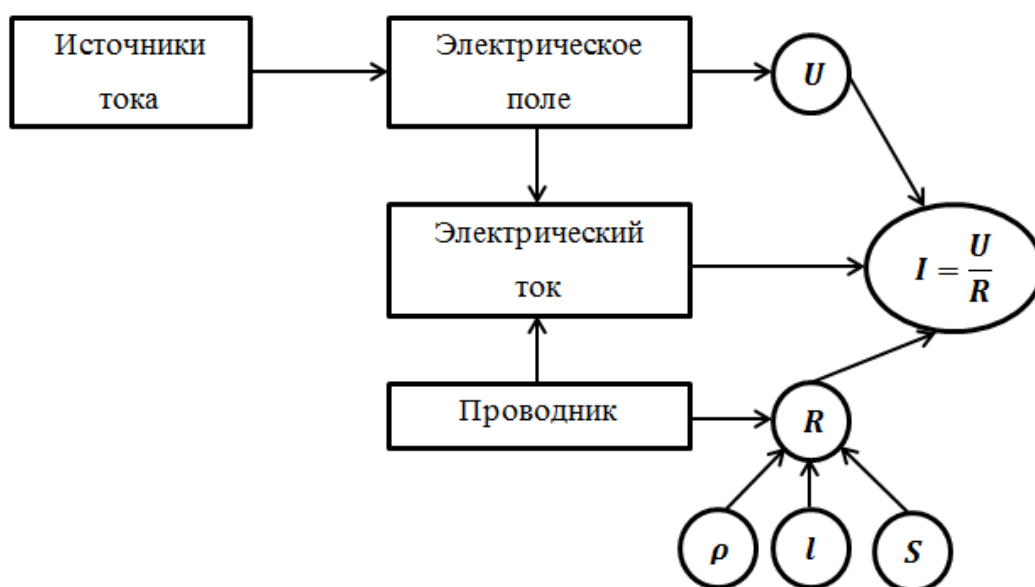 Источники
тока
Электрическое
поле
U
Электрический
ток
I = U/R
Проводник
R
ρ
l
S